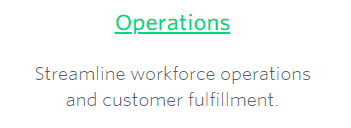 Operations
Streamline workforce operations
and customer fulfillment.